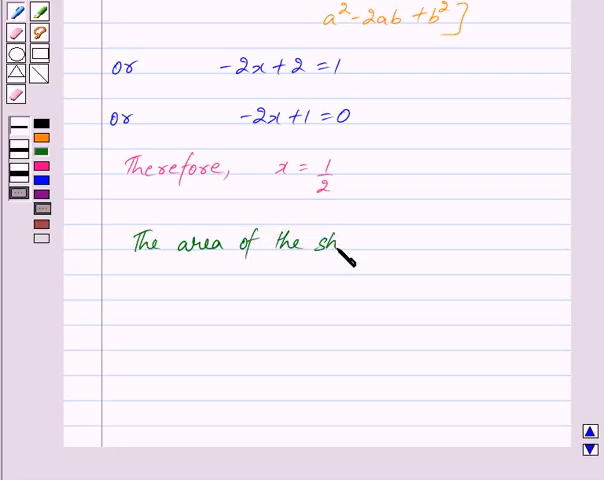 a² - 2ab + b²]
or -2x + 2 = 1
or -2x + 1 = 0
Therefore, x = 1/2
The area of the sh